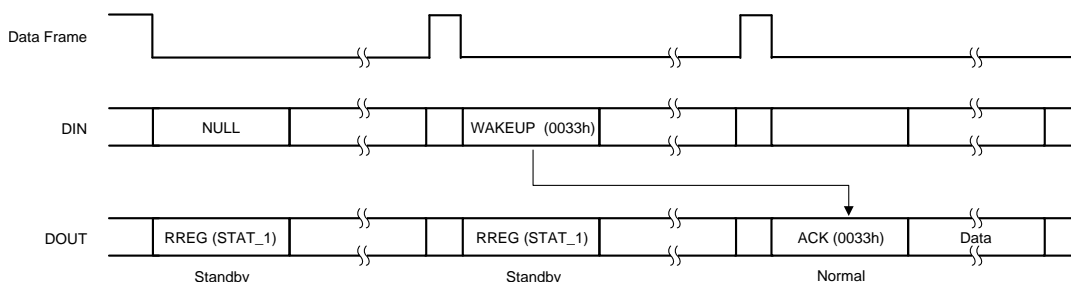 Data Frame
DIN
NULL
WAKEUP (0033h)
DOUT
RREG (STAT_1)
RREG (STAT_1)
ACK (0033h)
Data
Standby
Standby
Normal